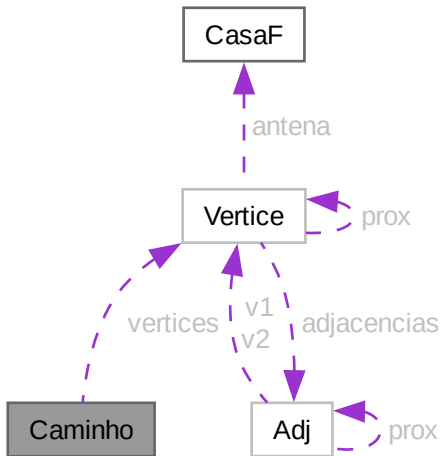 CasaF
antena
Vertice
prox
vertices
v1
v2
adjacencias
Caminho
Adj
prox